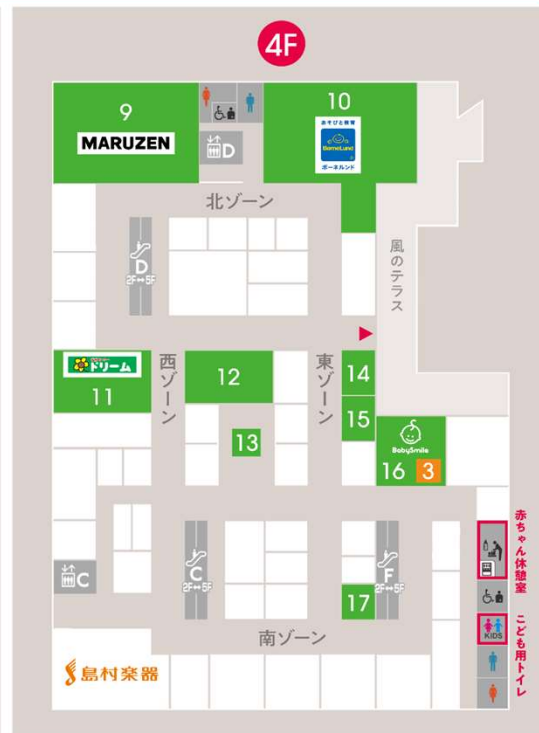 4F
9
MARUZEN
D
10
あそびと教育
BørneLund
ボーネルンド
北ゾーン
D
2F↔5F
風のテラス
ドリーム
11
西ゾーン
12
東ゾーン
14
13
15
BabySmile
16
3
C
C
2F↔5F
F
2F↔5F
17
赤ちゃん休憩室
KIDS
こども用トイレ
南ゾーン
島村楽器